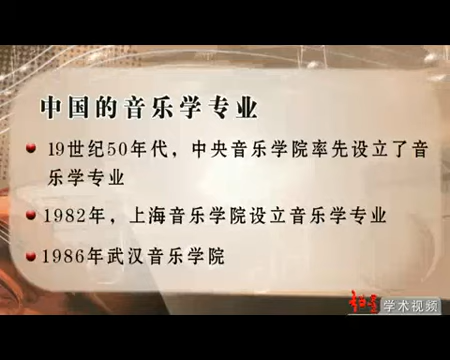 中国的音乐学专业
19世纪50年代，中央音乐学院率先设立了音
乐学专业
1982年，上海音乐学院设立音乐学专业
1986年武汉音乐学院
超星学术视频